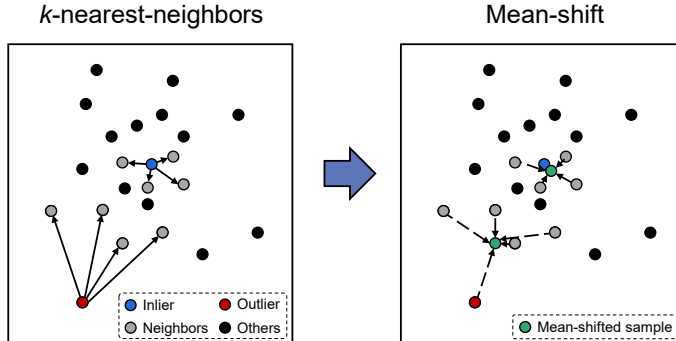 k-nearest-neighbors
Mean-shift
Inlier
Outlier
Neighbors
Others
Mean-shifted sample